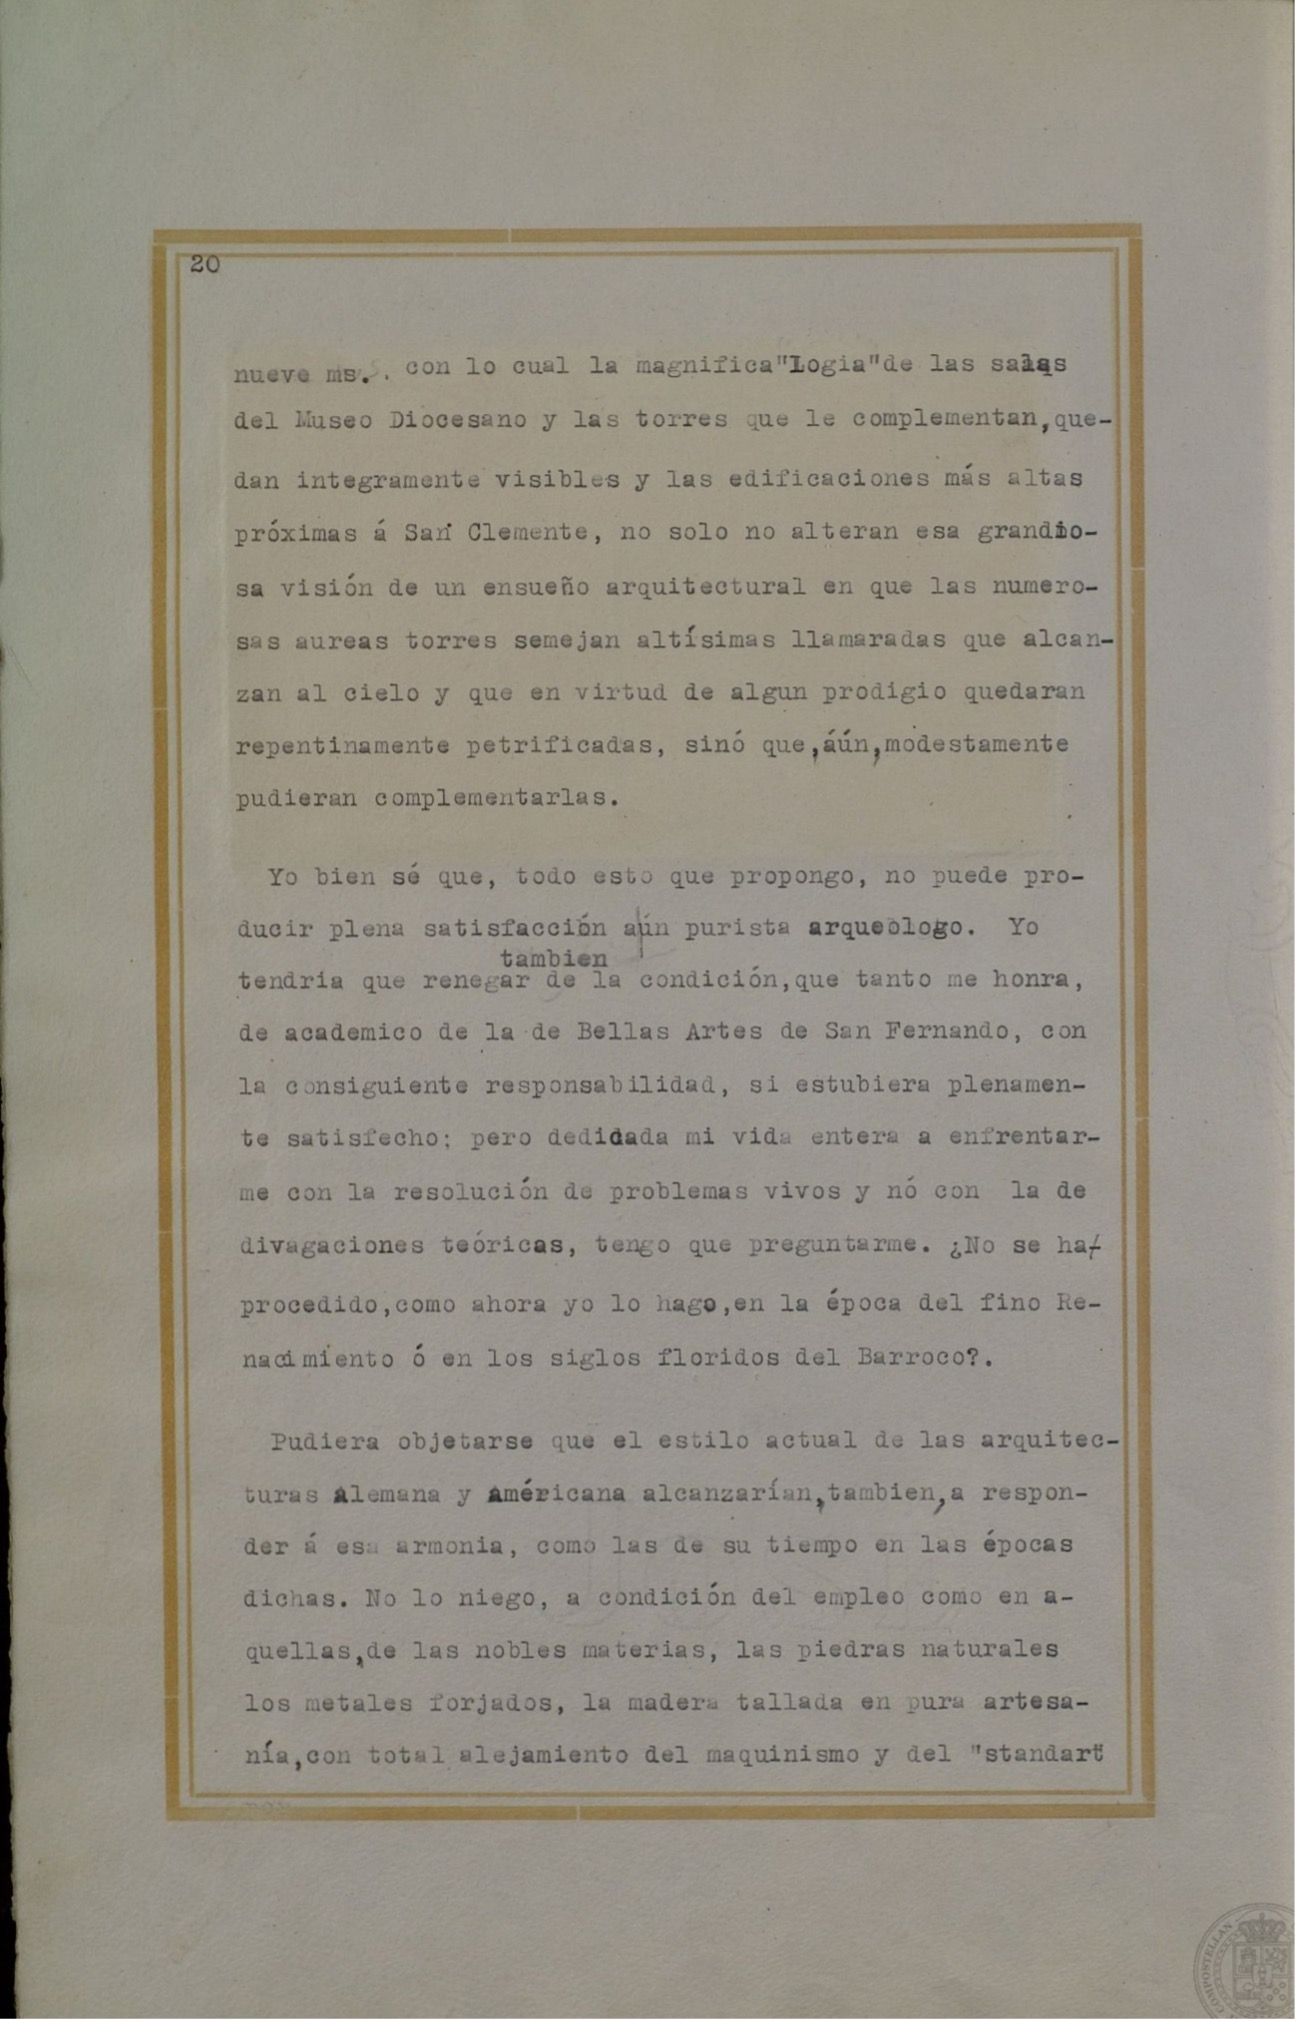 20
nueve ms. . con lo cual la magnifica"Logia"de las salas
del Museo Diocesano y las torres que le complementan,que-
dan integramente visibles y las edificaciones más altas
próximas á San Clemente, no solo no alteran esa grandio-
sa visión de un ensueño arquitectural en que las numero-
sas aureas torres semejan altísimas llamaradas que alcan-
zan al cielo y que en virtud de algun prodigio quedaran
repentinamente petrificadas, sinó que,áún,modestamente
pudieran complementarlas.
Yo bien sé que, todo esto que propongo, no puede pro-
ducir plena satisfacción a|ún purista arqueólogo. Yo
tambien
tendria que renegar de la condición,que tanto me honra,
de academico de la de Bellas Artes de San Fernando, con
la consiguiente responsabilidad, si estubiera plenamen-
te satisfecho; pero dedidada mi vida entera a enfrentar-
me con la resolución de problemas vivos y nó con la de
divagaciones teóricas, tengo que preguntarme. ¿No se ha
procedido,como ahora yo lo hago,en la época del fino Re-
nacimiento ó en los siglos floridos del Barroco?.
Pudiera objetarse que el estilo actual de las arquitec-
turas Alemana y Américana alcanzarían,tambien,a respon-
der á esa armonia, como las de su tiempo en las épocas
dichas. No lo niego, a condición del empleo como en a-
quellas,de las nobles materias, las piedras naturales
los metales forjados, la madera tallada en pura artesa-
nía,con total alejamiento del maquinismo y del "standart"
COMPOSTELLAN